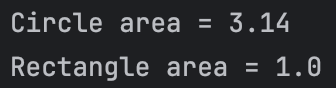 Circle area = 3.14
Rectangle area = 1.0